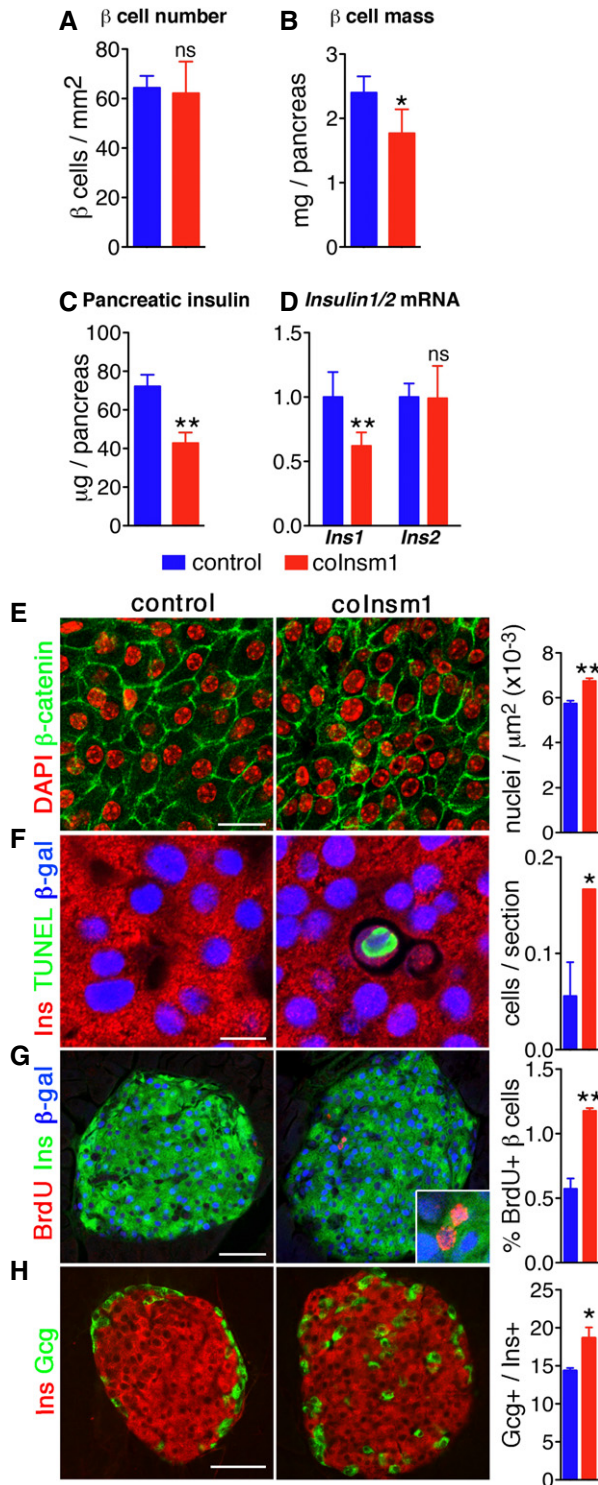 A β cell number
ns
β cells / mm2
80
60
40
20
0
B β cell mass
*
mg / pancreas
3
2
1
0
C Pancreatic insulin
**
μg / pancreas
100
80
60
40
20
0
D Insulin1/2 mRNA
**
ns
1.5
1.0
0.5
0.0
Ins1 Ins2
control coInsm1
control coInsm1
E
DAPI β-catenin
nuclei / μm² (x10⁻³)
8
6
4
2
0
**
F
Ins TUNEL β-gal
cells / section
0.2
0.1
0.0
*
G
BrdU Ins β-gal
% BrdU+ β cells
1.5
1.0
0.5
0.0
**
H
Ins Gcg
Gcg+ / Ins+
25
20
15
10
5
0
*